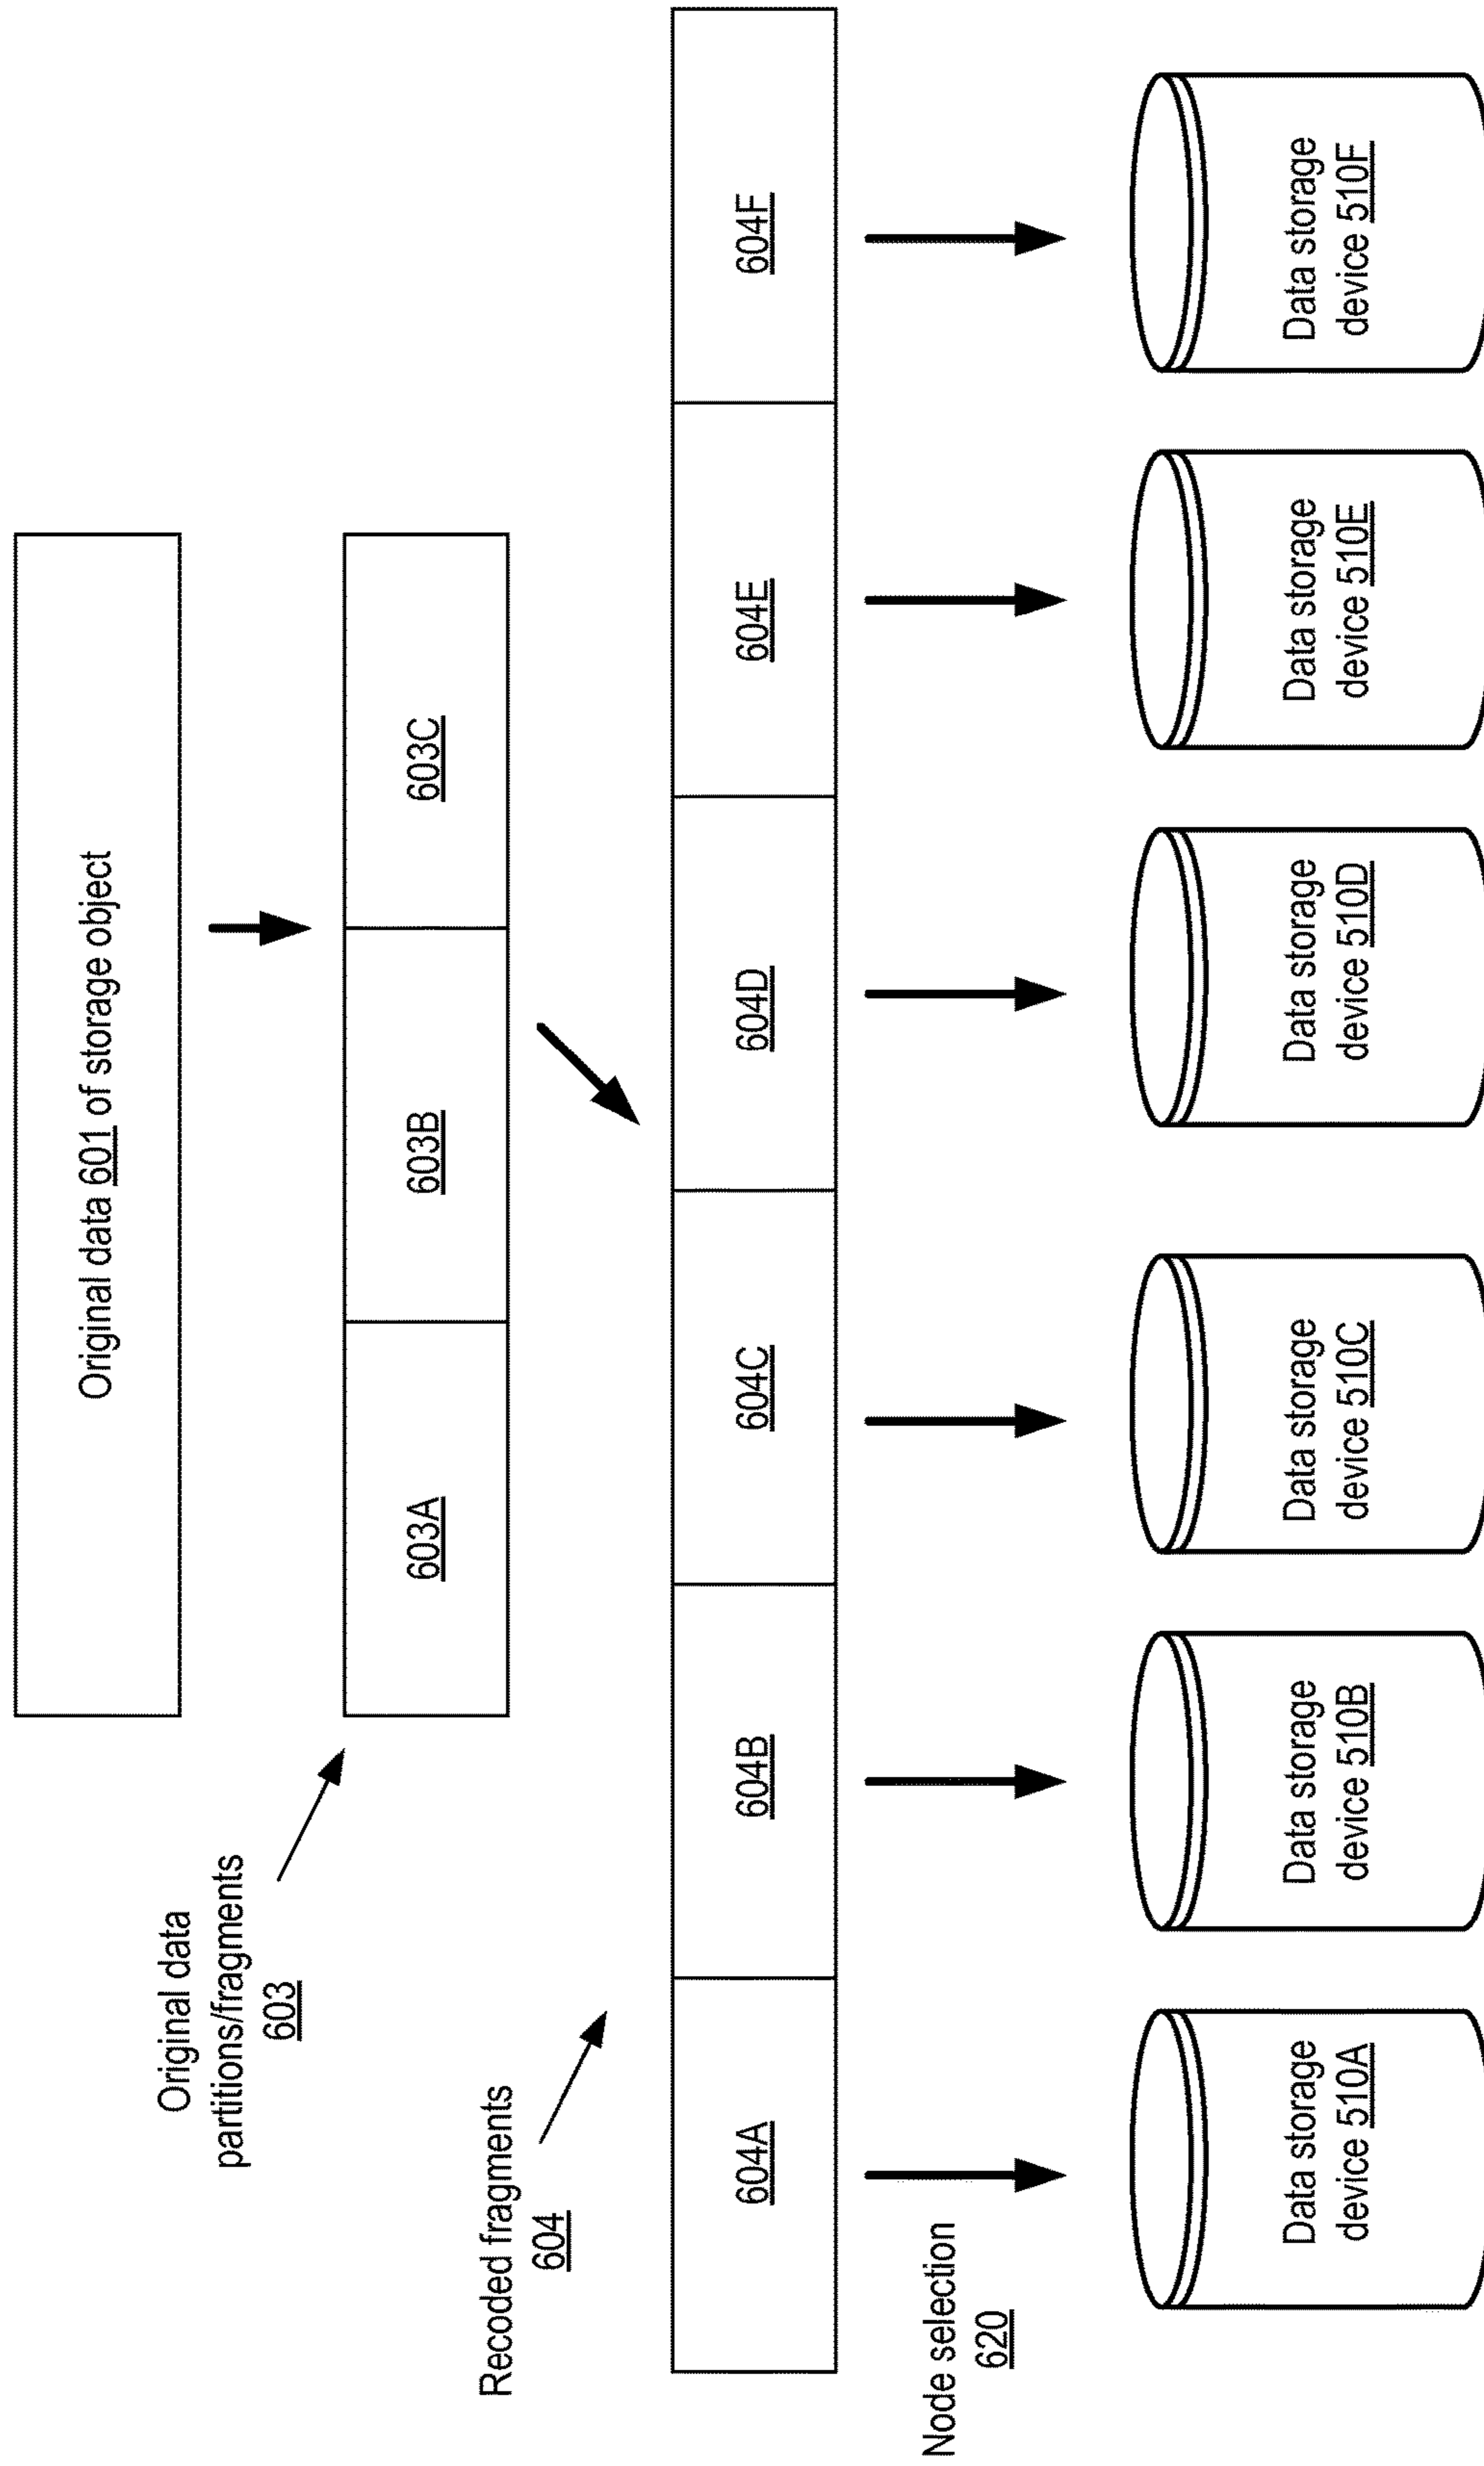 Original data 601 of storage object
Original data
partitions/fragments
603
603A
603B
603C
Recoded fragments
604
604A
604B
604C
604D
604E
604F
Node selection
620
Data storage
device 510A
Data storage
device 510B
Data storage
device 510C
Data storage
device 510D
Data storage
device 510E
Data storage
device 510F